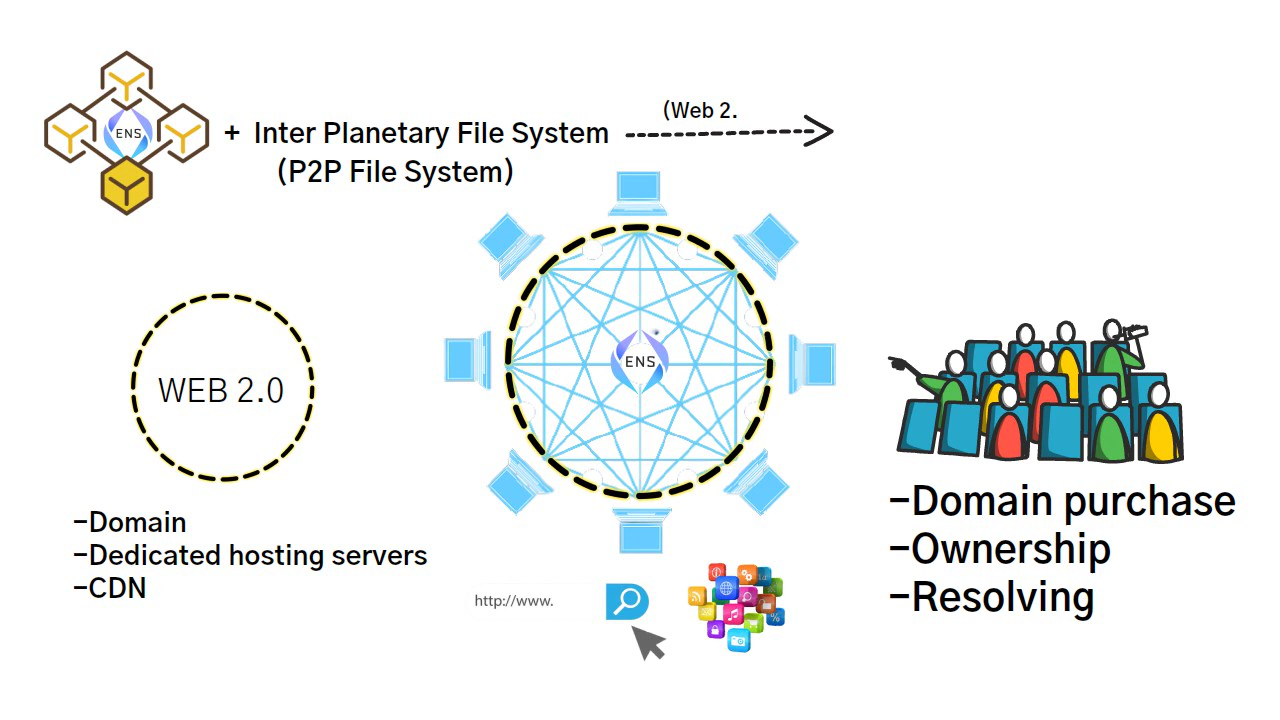 ENS
+ Inter Planetary File System
(P2P File System)
(Web 2.
WEB 2.0
ENS
-Domain
-Dedicated hosting servers
-CDN
http://www.
%
-Domain purchase
-Ownership
-Resolving